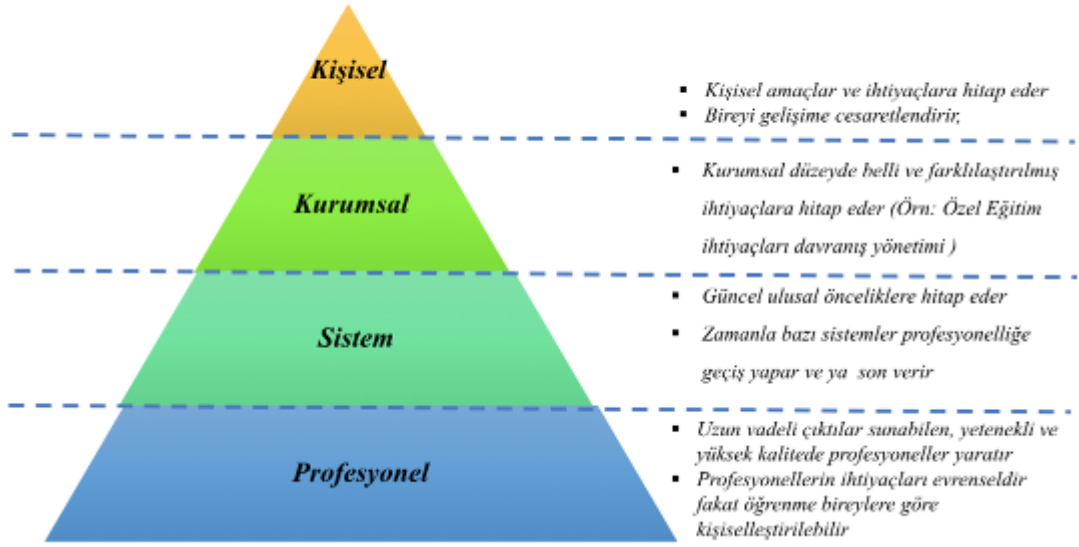 Kişisel
▪ Kişisel amaçlar ve ihtiyaçlara hitap eder
▪ Bireyi gelişime cesaretlendirir,
Kurumsal
▪ Kurumsal düzeyde belli ve farklılaştırılmış
ihtiyaçlara hitap eder (Örn: Özel Eğitim
ihtiyaçları davranış yönetimi )
Sistem
▪ Güncel ulusal önceliklere hitap eder
▪ Zamanla bazı sistemler profesyonelliğe
geçiş yapar ve ya son verir
Profesyonel
▪ Uzun vadeli çıktılar sunabilen, yetenekli ve
yüksek kalitede profesyoneller yaratır
▪ Profesyonellerin ihtiyaçları evrenseldir
fakat öğrenme bireylere göre
kişiselleştirilebilir